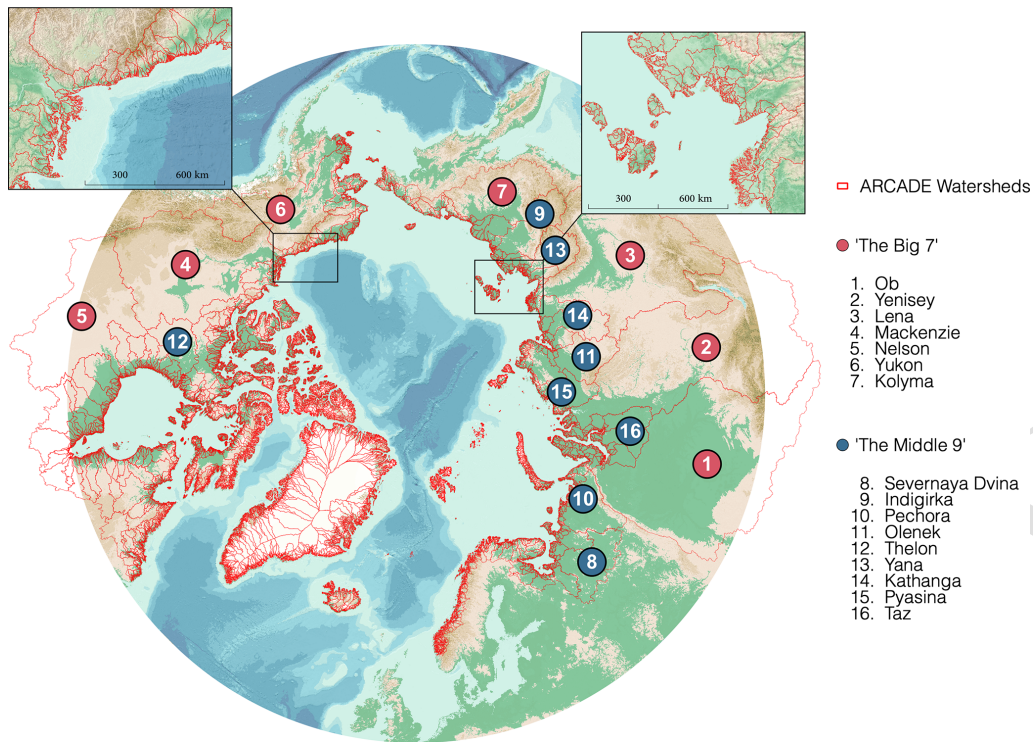 300
600 km
300
600 km
7
9
6
13
3
4
5
14
12
2
11
15
16
1
10
8
ARCADE Watersheds
'The Big 7'
1. Ob
2. Yenisey
3. Lena
4. Mackenzie
5. Nelson
6. Yukon
7. Kolyma
'The Middle 9'
8. Severnaya Dvina
9. Indigirka
10. Pechora
11. Olenek
12. Thelon
13. Yana
14. Kathanga
15. Pyasina
16. Taz